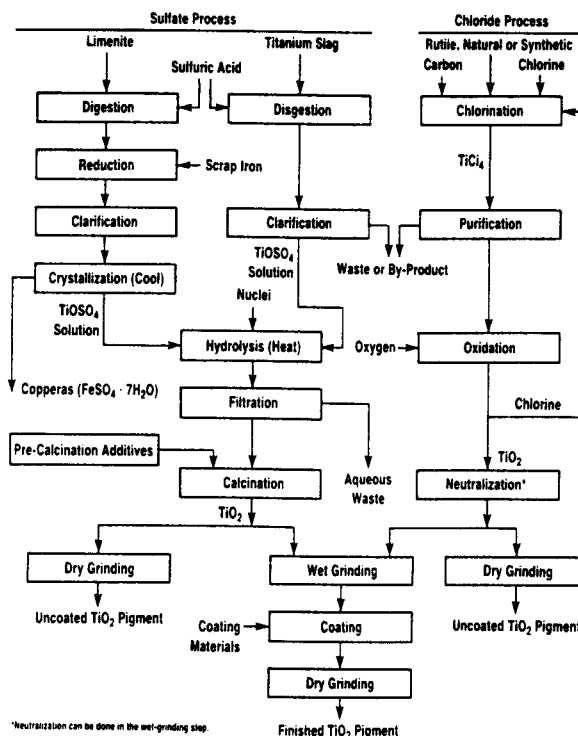 Sulfate Process
Chloride Process
Limenite
Titanium Slag
Rutile, Natural or Synthetic
Sulfuric Acid
Carbon
Chlorine
Digestion
Disgestion
Chlorination
Reduction
Scrap Iron
TiCi4
Clarification
Clarification
Purification
TiOSO4
Solution
Waste or By-Product
Crystallization (Cool)
Nuclei
TiOSO4
Solution
Hydrolysis (Heat)
Oxygen
Oxidation
Copperas (FeSO4 · 7H2O)
Filtration
Chlorine
Pre-Calcination Additives
TiO2
Calcination
Aqueous
Waste
Neutralization*
TiO2
Dry Grinding
Wet Grinding
Dry Grinding
Uncoated TiO2 Pigment
Uncoated TiO2 Pigment
Coating
Materials
Coating
Dry Grinding
*Neutralization can be done in the wet-grinding step.
Finished TiO2 Pigment